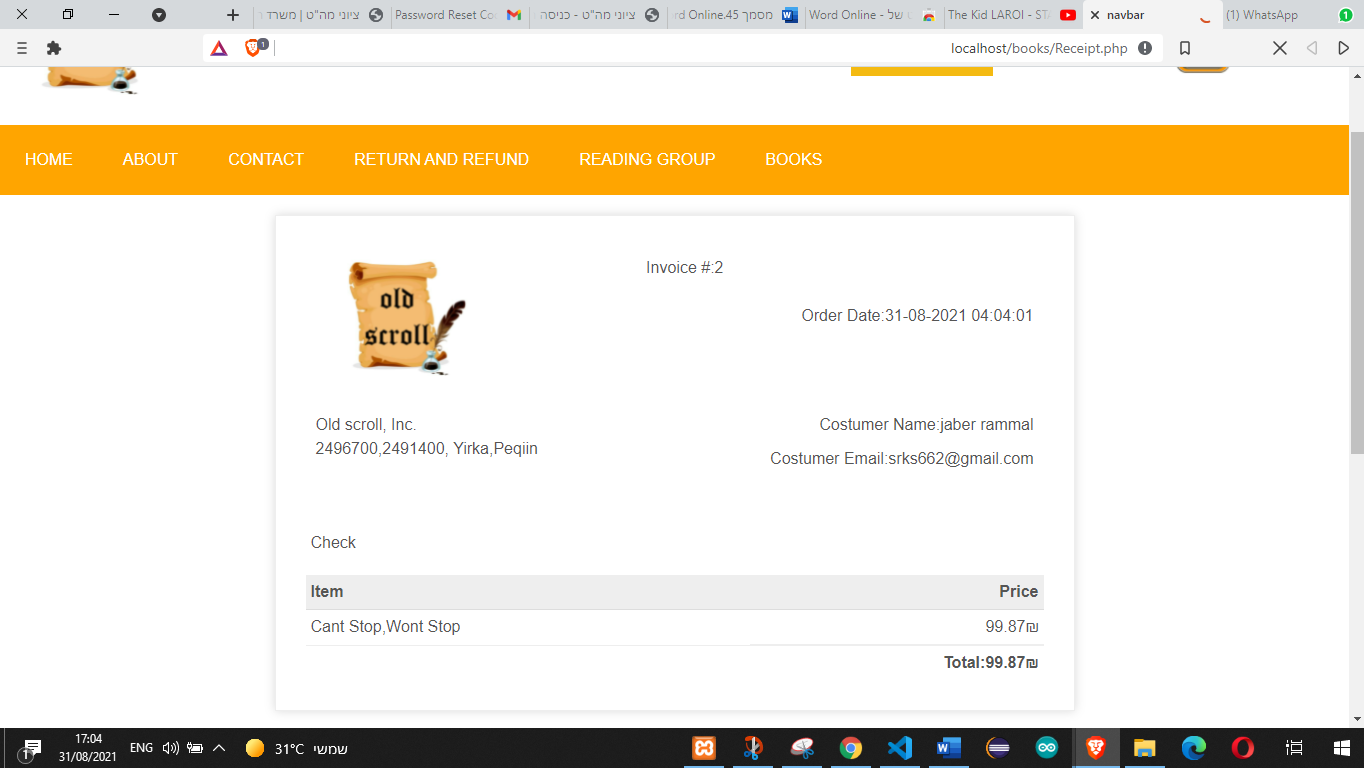 ציוני מה"ט | משרד
Password Reset Co
ציוני מה"ט - כניסה
מסמך 45.rd Online
Word Online - של
The Kid LAROI - ST
navbar
(1) WhatsApp
1
1
localhost/books/Receipt.php
HOME ABOUT CONTACT RETURN AND REFUND READING GROUP BOOKS
old
scroll
Invoice #:2
Order Date:31-08-2021 04:04:01
Old scroll, Inc.
2496700,2491400, Yirka,Peqiin
Costumer Name:jaber rammal
Costumer Email:srks662@gmail.com
Check
Item Price
Cant Stop,Wont Stop 99.87₪
Total:99.87₪
1
17:04
31/08/2021
ENG
31°C שמשי